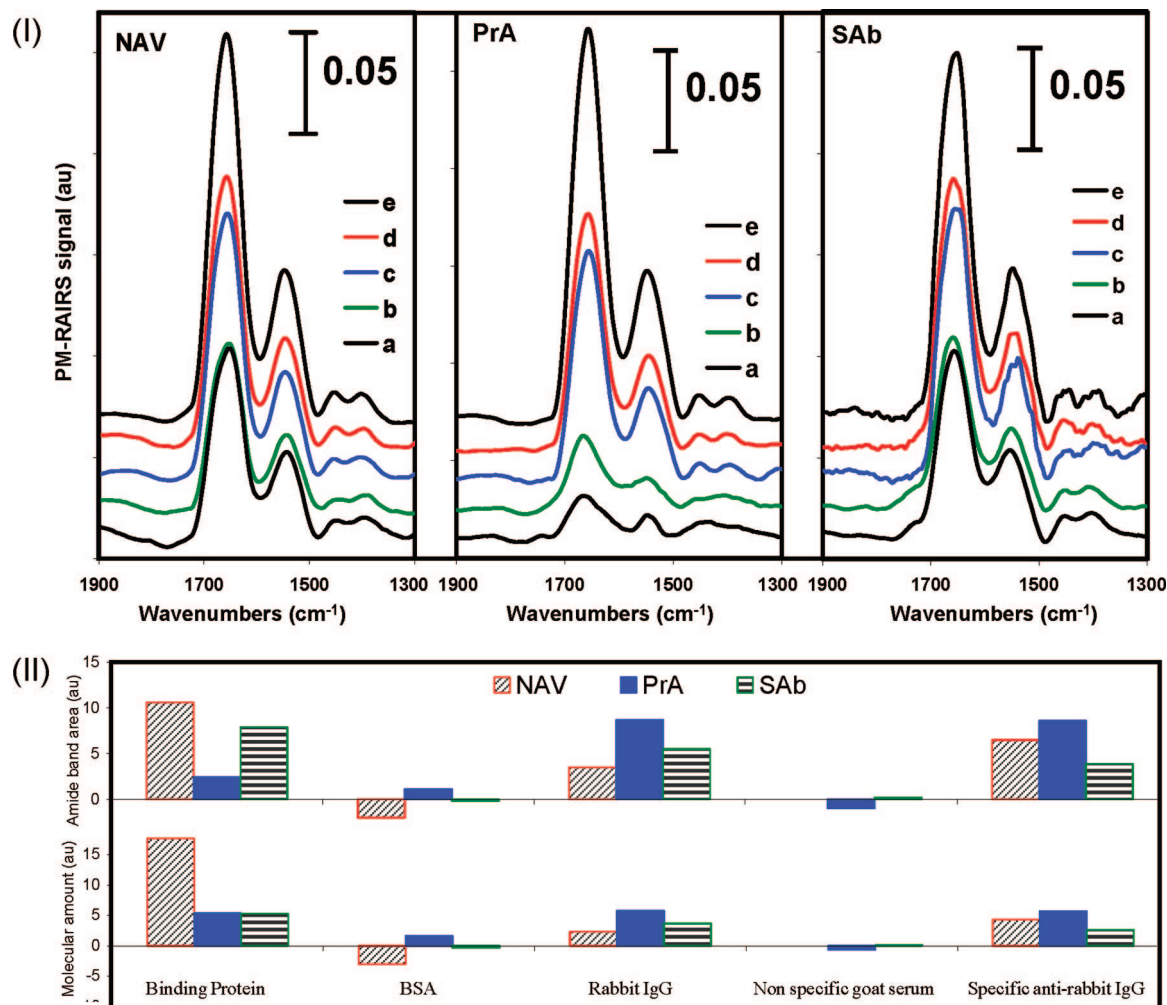 (I)
NAV
0.05
e
d
c
b
a
PrA
0.05
e
d
c
b
a
SAb
0.05
e
d
c
b
a
PM-RAIRS signal (au)
1900 1700 1500 1300
1900 1700 1500 1300
1900 1700 1500 1300
Wavenumbers (cm-1)
Wavenumbers (cm-1)
Wavenumbers (cm-1)
(II)
NAV PrA SAb
Amide band area (au)
15
10
5
0
Molecular amount (au)
15
10
5
0
-5
Binding Protein BSA Rabbit IgG Non specific goat serum Specific anti-rabbit IgG